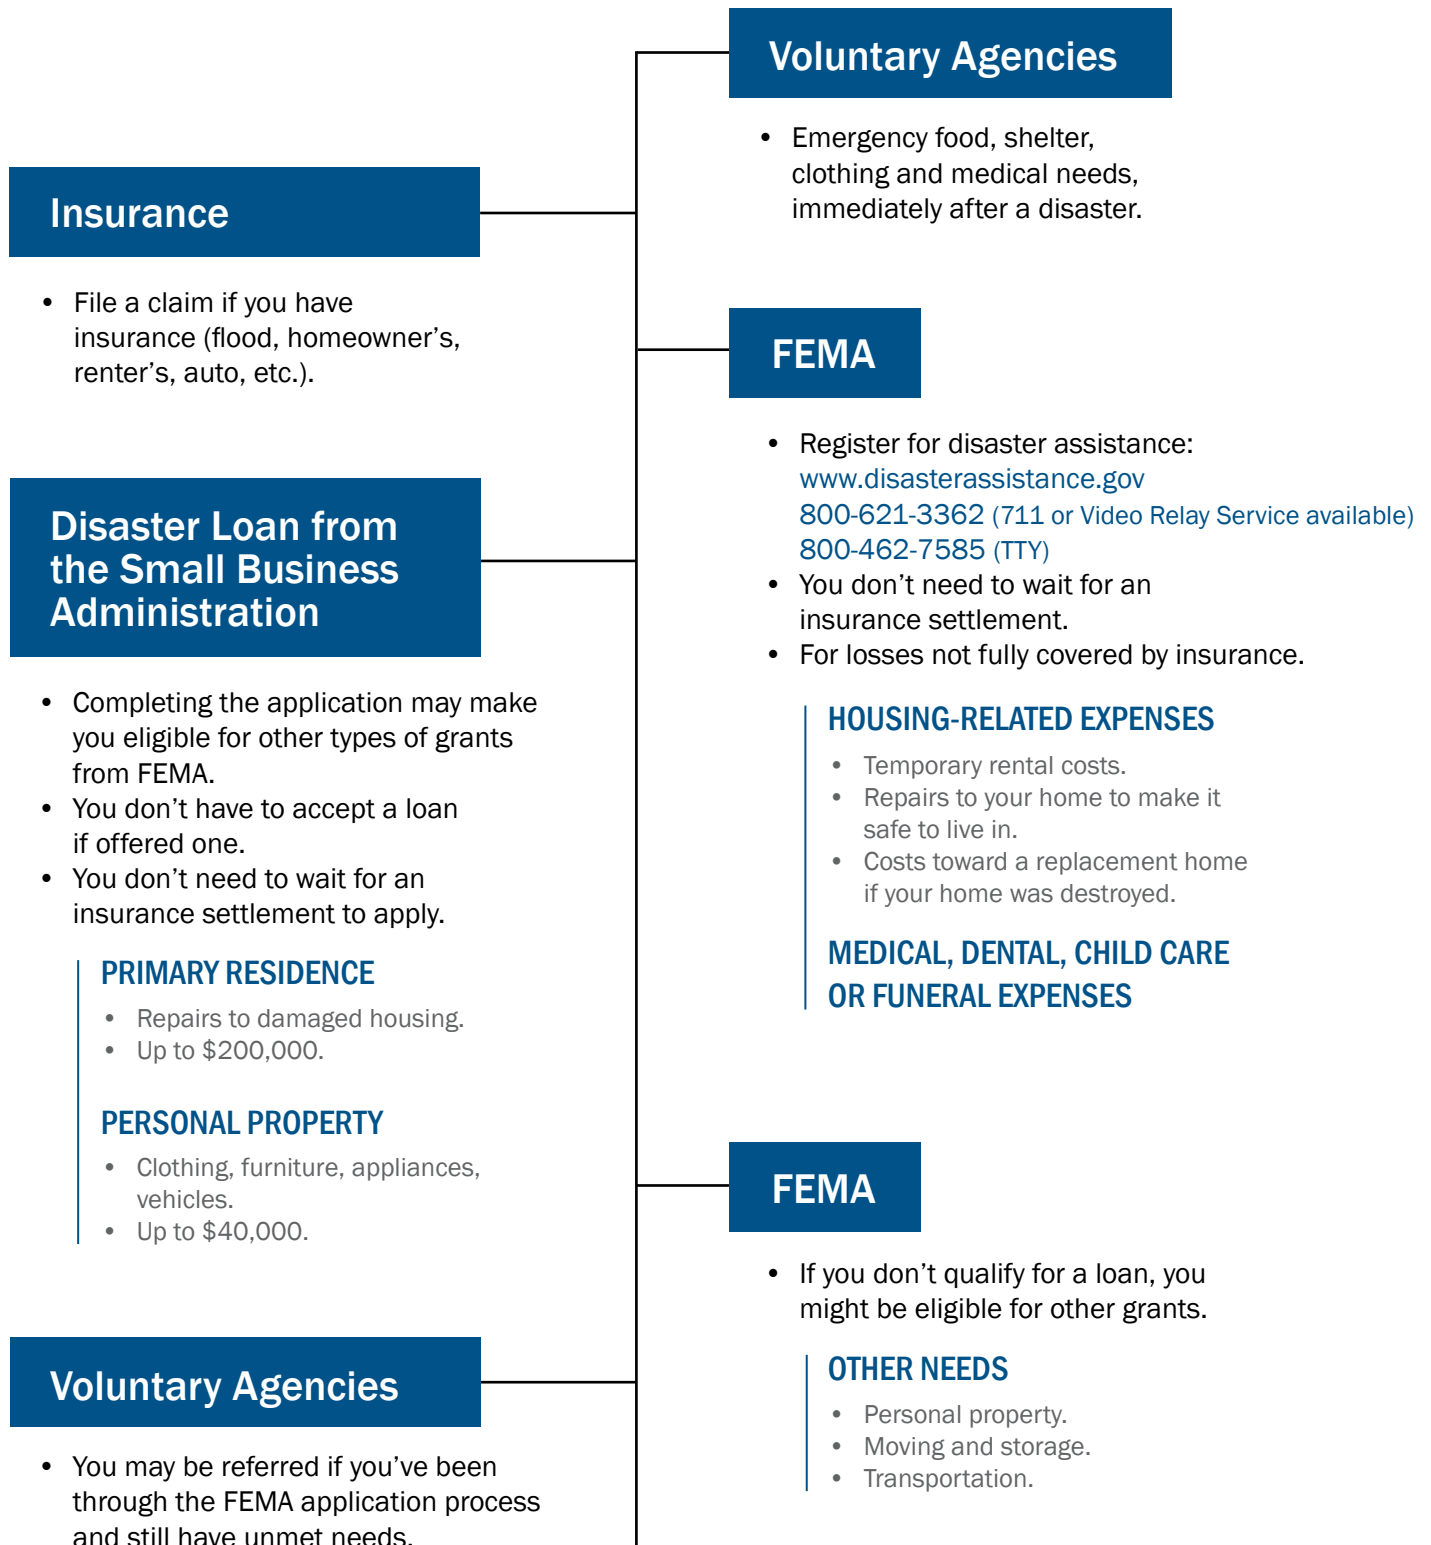 Voluntary Agencies
• Emergency food, shelter,
clothing and medical needs,
immediately after a disaster.
Insurance
• File a claim if you have
insurance (flood, homeowner’s,
renter’s, auto, etc.).
FEMA
• Register for disaster assistance:
www.disasterassistance.gov
800-621-3362 (711 or Video Relay Service available)
800-462-7585 (TTY)
• You don’t need to wait for an
insurance settlement.
• For losses not fully covered by insurance.
HOUSING-RELATED EXPENSES
• Temporary rental costs.
• Repairs to your home to make it
safe to live in.
• Costs toward a replacement home
if your home was destroyed.
MEDICAL, DENTAL, CHILD CARE
OR FUNERAL EXPENSES
Disaster Loan from
the Small Business
Administration
• Completing the application may make
you eligible for other types of grants
from FEMA.
• You don’t have to accept a loan
if offered one.
• You don’t need to wait for an
insurance settlement to apply.
PRIMARY RESIDENCE
• Repairs to damaged housing.
• Up to $200,000.
PERSONAL PROPERTY
• Clothing, furniture, appliances,
vehicles.
• Up to $40,000.
FEMA
• If you don’t qualify for a loan, you
might be eligible for other grants.
OTHER NEEDS
• Personal property.
• Moving and storage.
• Transportation.
Voluntary Agencies
• You may be referred if you’ve been
through the FEMA application process
and still have unmet needs.